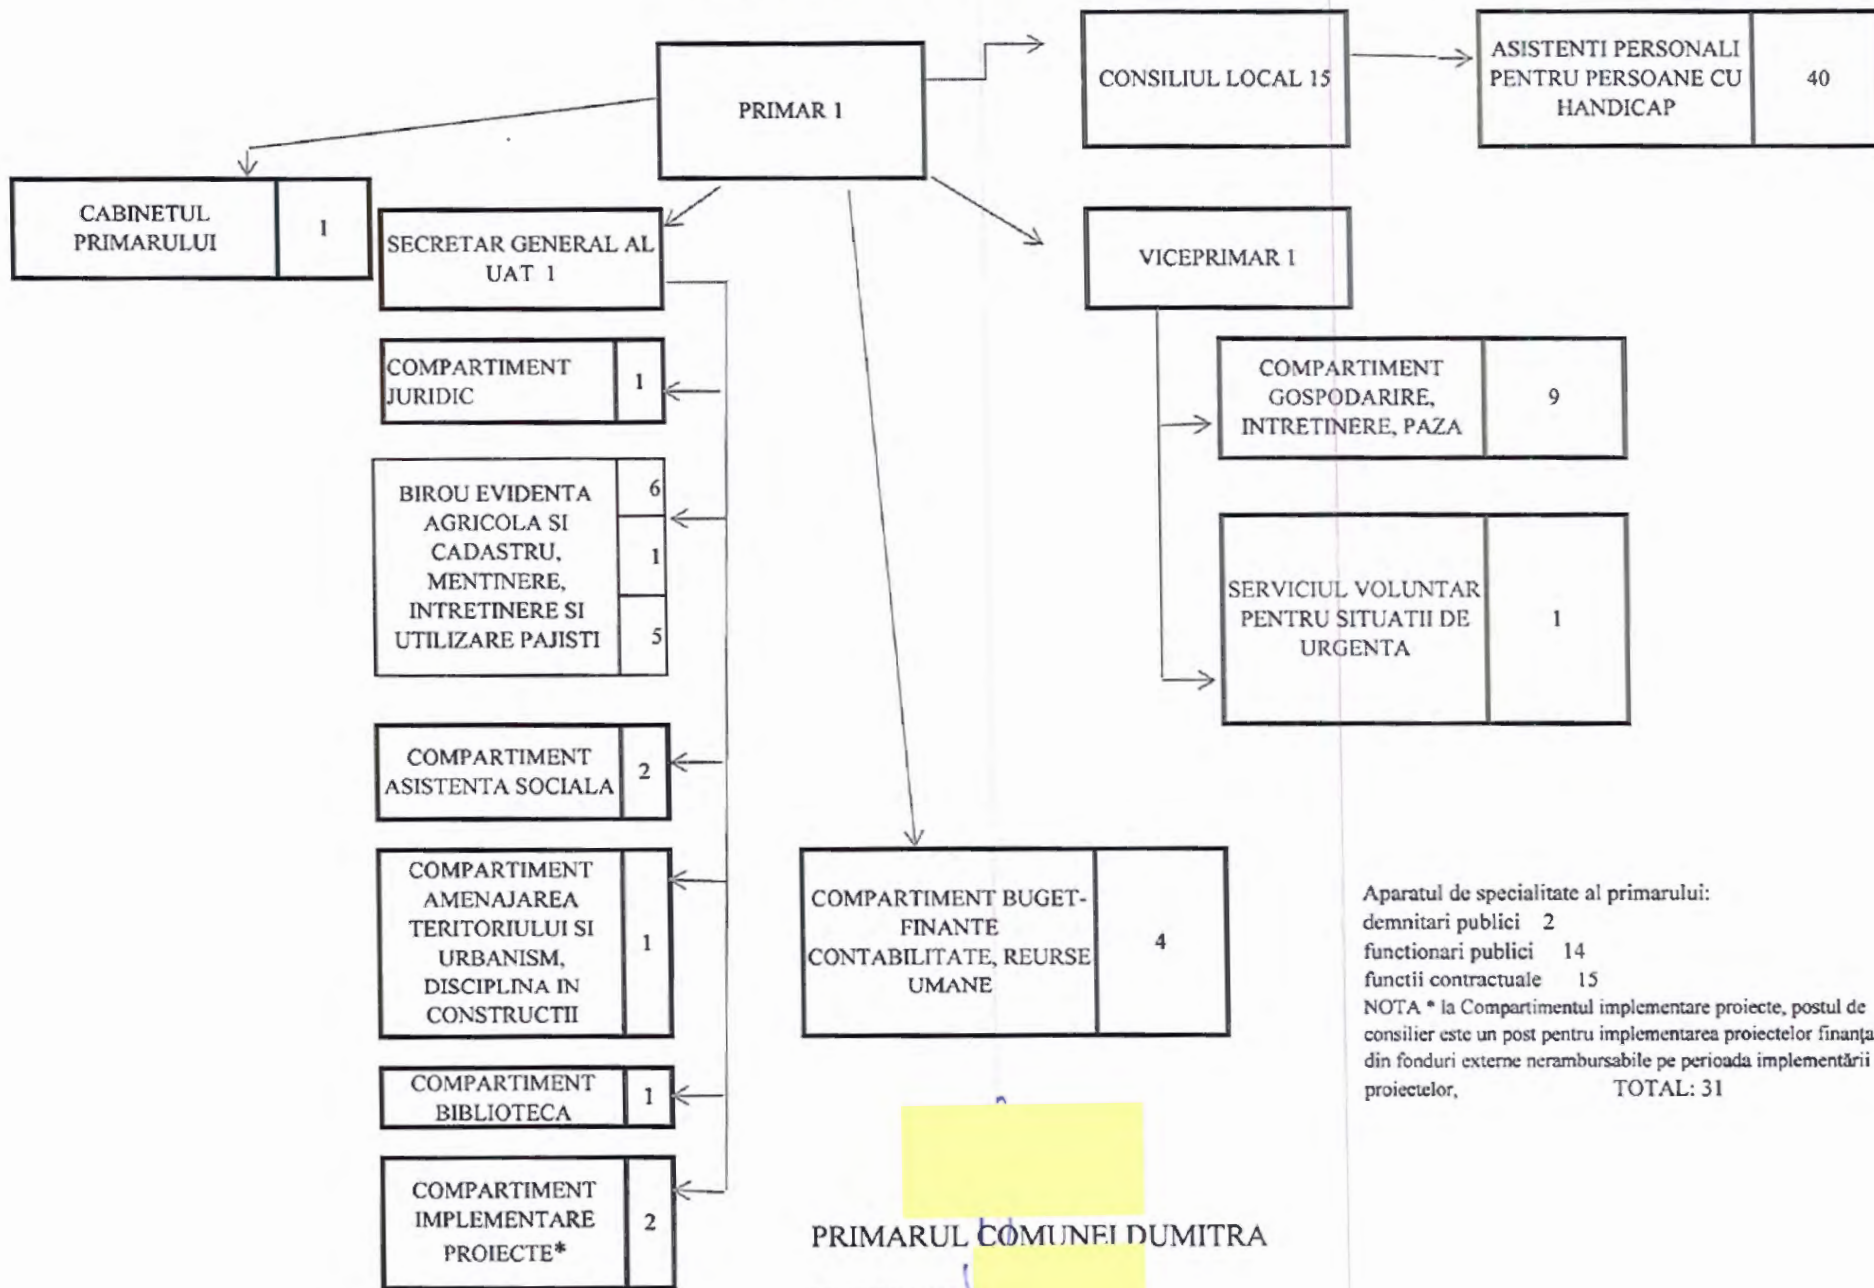 PRIMAR 1
CONSILIUL LOCAL 15
ASISTENTI PERSONALI
PENTRU PERSOANE CU
HANDICAP
40
CABINETUL
PRIMARULUI
1
SECRETAR GENERAL AL
UAT 1
VICEPRIMAR 1
COMPARTIMENT
JURIDIC
1
COMPARTIMENT
GOSPODARIRE,
INTRETINERE, PAZA
9
BIROU EVIDENTA
AGRICOLA SI
CADASTRU,
MENTINERE,
INTRETINERE SI
UTILIZARE PAJISTI
6
1
5
SERVICIUL VOLUNTAR
PENTRU SITUATII DE
URGENTA
1
COMPARTIMENT
ASISTENTA SOCIALA
2
COMPARTIMENT
AMENAJAREA
TERITORIULUI SI
URBANISM,
DISCIPLINA IN
CONSTRUCTII
1
COMPARTIMENT BUGET-
FINANTE
CONTABILITATE, REURSE
UMANE
4
COMPARTIMENT
BIBLIOTECA
1
COMPARTIMENT
IMPLEMENTARE
PROIECTE*
2
Aparatul de specialitate al primarului:
demnitari publici 2
functionari publici 14
functii contractuale 15
NOTA * la Compartimentul implementare proiecte, postul de
consilier este un post pentru implementarea proiectelor finanța
din fonduri externe nerambursabile pe perioada implementării
proiectelor, TOTAL: 31
PRIMARUL COMUNEI DUMITRA